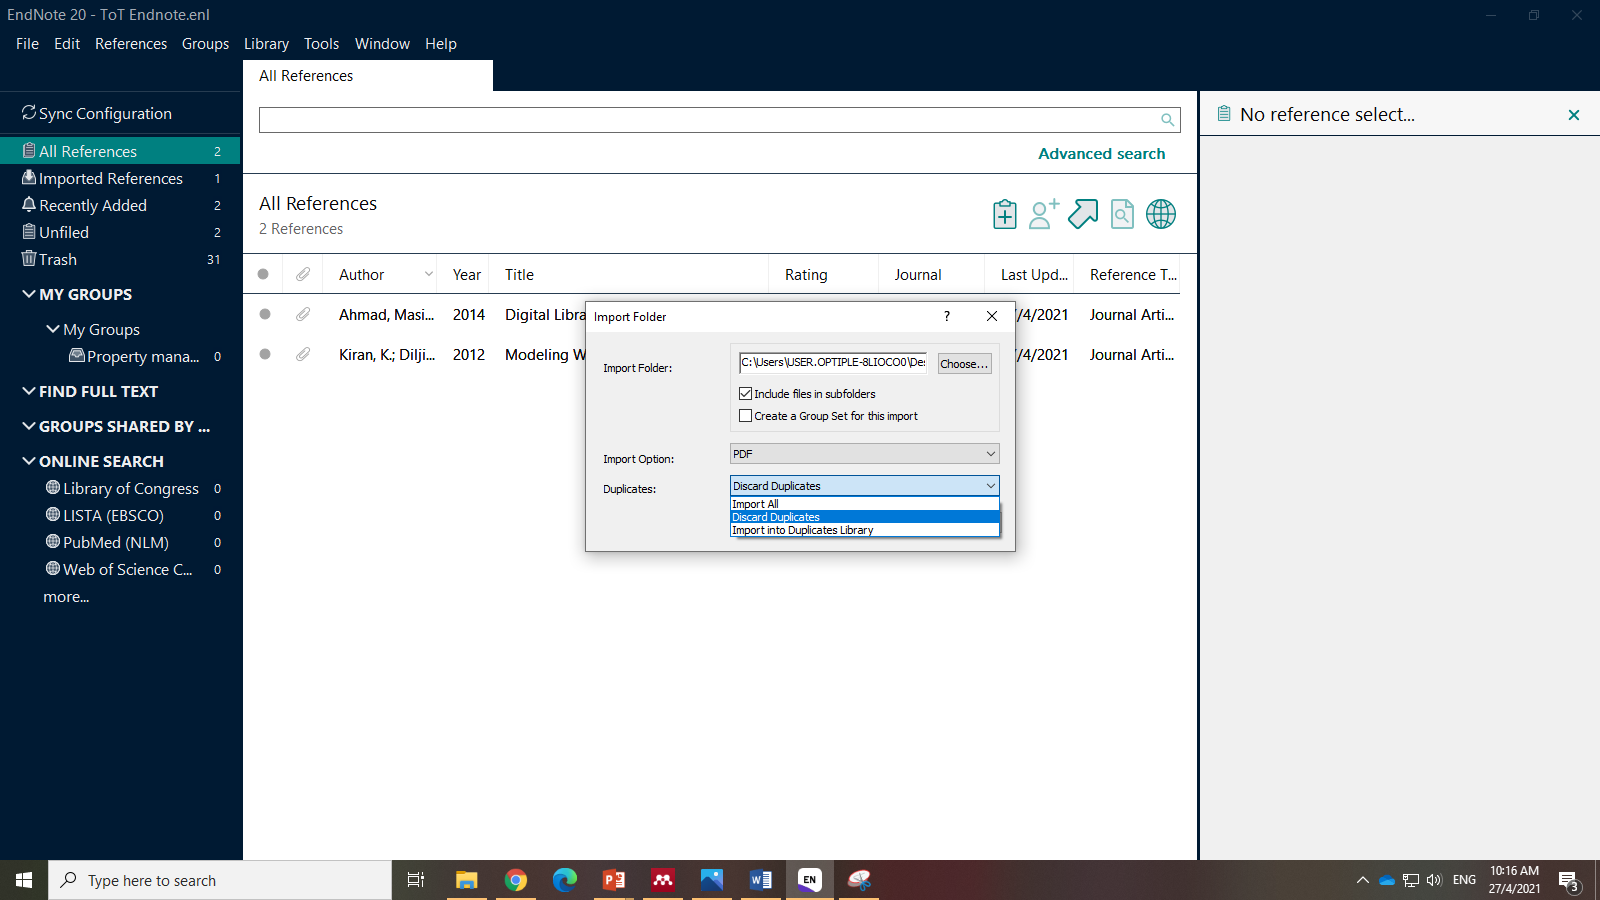 EndNote 20 - ToT Endnote.enl
File Edit References Groups Library Tools Window Help
All References
Sync Configuration
All References 2
Imported References 1
Recently Added 2
Unfiled 2
Trash 31
MY GROUPS
My Groups
Property mana... 0
FIND FULL TEXT
GROUPS SHARED BY ...
ONLINE SEARCH
Library of Congress 0
LISTA (EBSCO) 0
PubMed (NLM) 0
Web of Science C... 0
more...
Advanced search
All References
2 References
Author Year Title Rating Journal Last Upd... Reference T...
Ahmad, Masi... 2014 Digital Libra /4/2021 Journal Arti...
Kiran, K.; Dilji... 2012 Modeling W /4/2021 Journal Arti...
Import Folder ?
Import Folder: C:\Users\USER.OPTIPLE-8LIOCO0\Des Choose...
Include files in subfolders
Create a Group Set for this import
Import Option: PDF
Duplicates: Discard Duplicates
Import All
Discard Duplicates
Import into Duplicates Library
No reference select...
Type here to search
EN
ENG
10:16 AM
27/4/2021
3